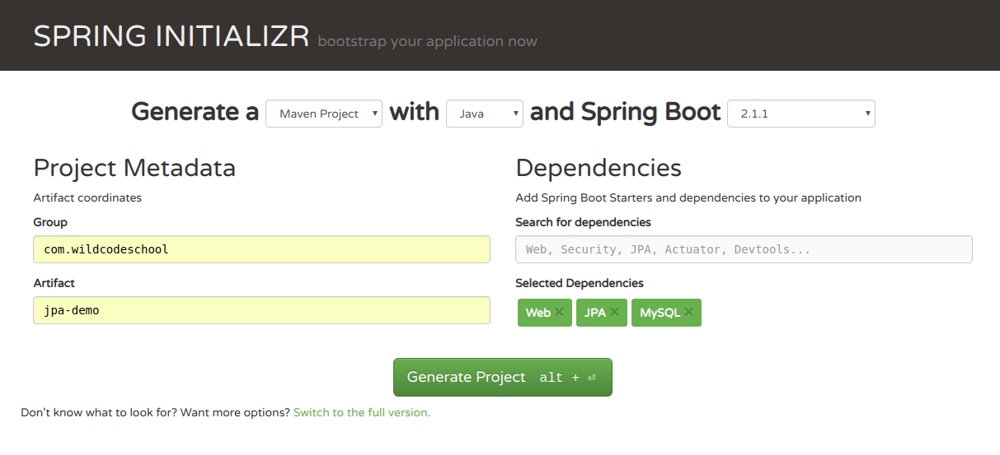 SPRING INITIALIZR bootstrap your application now
Generate a Maven Project with Java and Spring Boot 2.1.1
Project Metadata
Artifact coordinates
Group
com.wildcodeschool
Artifact
jpa-demo
Dependencies
Add Spring Boot Starters and dependencies to your application
Search for dependencies
Web, Security, JPA, Actuator, Devtools...
Selected Dependencies
Web × JPA × MySQL ×
Generate Project alt + ⏎
Don't know what to look for? Want more options? Switch to the full version.